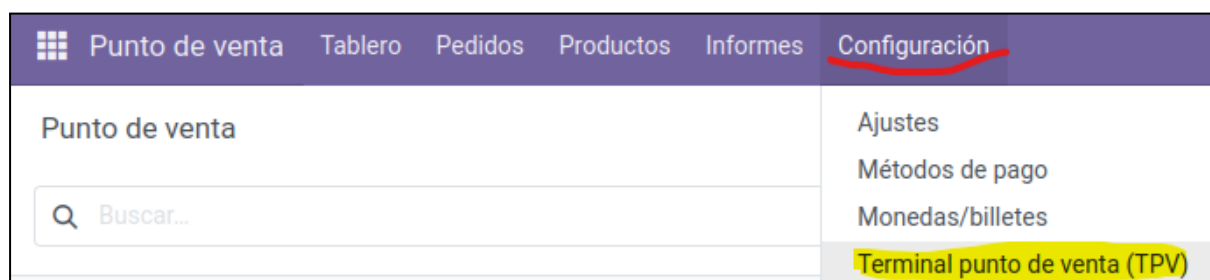 Punto de venta Tablero Pedidos Productos Informes Configuración
Punto de venta
Buscar...
Ajustes
Métodos de pago
Monedas/billetes
Terminal punto de venta (TPV)